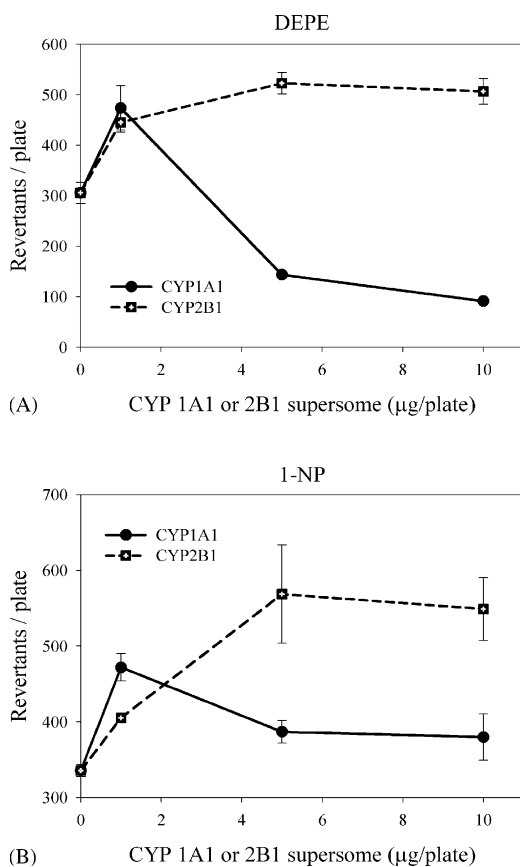 DEPE
600
500
400
300
200
100
0
Revertants / plate
CYP1A1
CYP2B1
0 2 4 6 8 10
(A) CYP 1A1 or 2B1 supersome (μg/plate)
1-NP
700
600
500
400
300
Revertants / plate
CYP1A1
CYP2B1
0 2 4 6 8 10
(B) CYP 1A1 or 2B1 supersome (μg/plate)